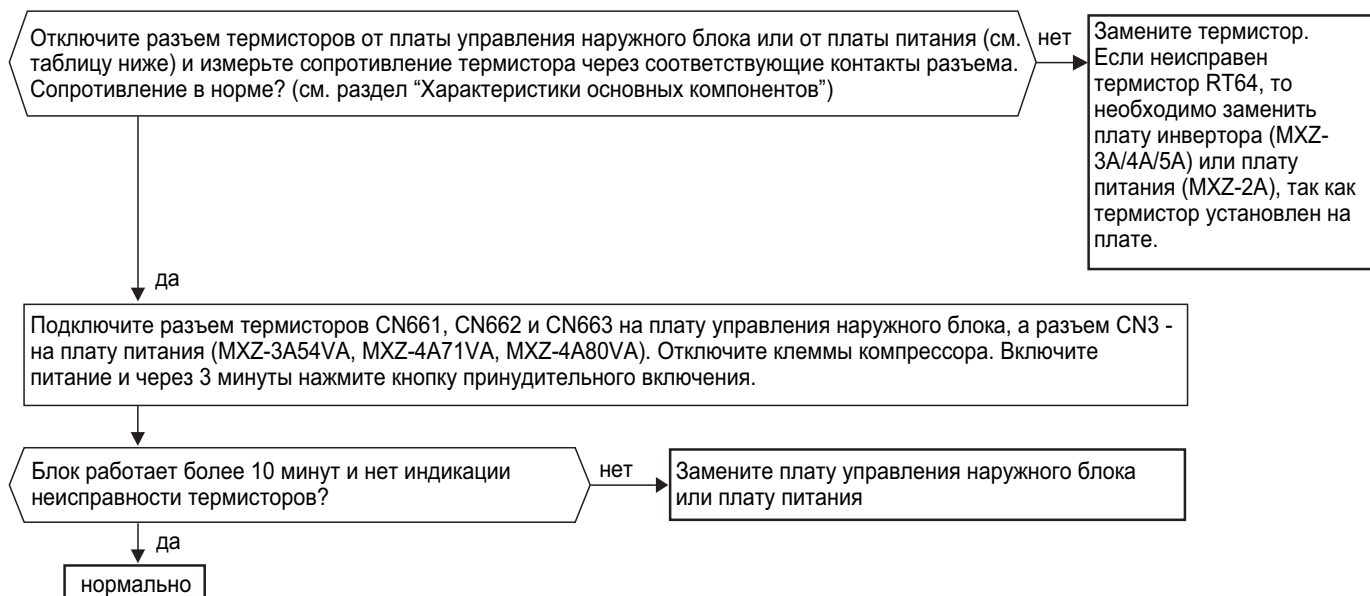 Отключите разъем термисторов от платы управления наружного блока или от платы питания (см.
таблицу ниже) и измерьте сопротивление термистора через соответствующие контакты разъема.
Сопротивление в норме? (см. раздел “Характеристики основных компонентов”)
нет
Замените термистор.
Если неисправен
термистор RT64, то
необходимо заменить
плату инвертора (MXZ-
3A/4A/5A) или плату
питания (MXZ-2A), так как
термистор установлен на
плате.
да
Подключите разъем термисторов CN661, CN662 и CN663 на плату управления наружного блока, а разъем CN3 -
на плату питания (MXZ-3A54VA, MXZ-4A71VA, MXZ-4A80VA). Отключите клеммы компрессора. Включите
питание и через 3 минуты нажмите кнопку принудительного включения.
Блок работает более 10 минут и нет индикации
неисправности термисторов?
нет
Замените плату управления наружного блока
или плату питания
да
нормально